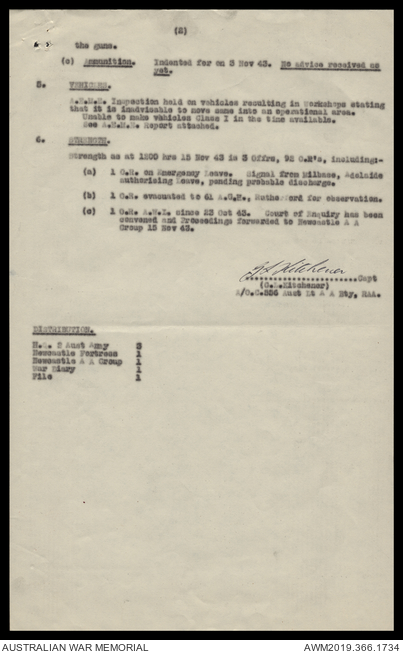 (2)
the guns.
(c) Ammunition. Indented for on 3 Nov 43. No advice received as
yet.
5. VEHICLES.
A.E.M.E. Inspection held on vehicles resulting in Workshops stating
that it is inadvisable to move same into an operational area.
Unable to make vehicles Class I in the time available.
See A.E.M.E. Report attached.
6. STRENGTH.
Strength as at 1200 hrs 15 Nov 43 is 3 Offrs, 92 O.R's, including:-
(a) 1 O.R. on Emergency Leave. Signal from Milbase, Adelaide
authorising Leave, pending probable discharge.
(b) 1 O.R. evacuated to 61 A.G.H., Rutherford for observation.
(c) 1 O.R. A.W.L. since 23 Oct 43. Court of Enquiry has been
convened and Proceedings forwarded to Newcastle A A
Group 15 Nov 43.
Kitchener
....................Capt
(G.L.Kitchener)
A/O.C.356 Aust Lt A A Bty, RAA.
DISTRIBUTION.
H.Q. 2 Aust Army 3
Newcastle Fortress 1
Newcastle A A Group 1
War Diary 1
File 1
AUSTRALIAN WAR MEMORIAL
AWM2019.366.1734